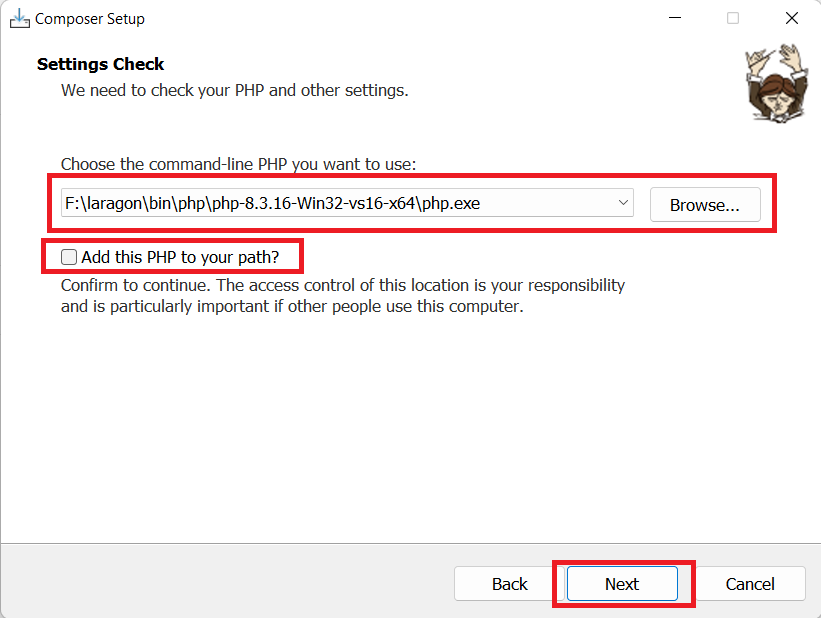 Composer Setup
Settings Check
We need to check your PHP and other settings.
Choose the command-line PHP you want to use:
F:\laragon\bin\php\php-8.3.16-Win32-vs16-x64\php.exe
Browse...
Add this PHP to your path?
Confirm to continue. The access control of this location is your responsibility
and is particularly important if other people use this computer.
Back
Next
Cancel